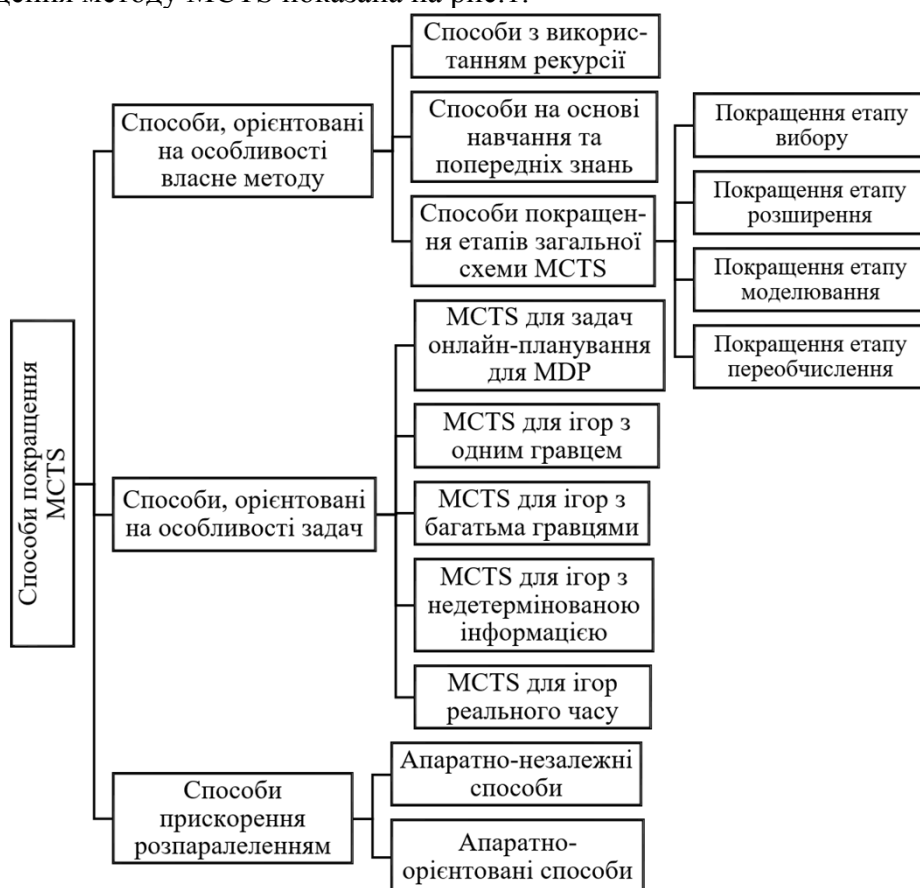 щення методу MCTS показана на рис.1.
Способи покращення
MCTS
Способи, орієнтовані
на особливості
власне методу
Способи з використ-
танням рекурсії
Способи на основі
навчання та
попередніх знань
Способи покращен-
ня етапів загальної
схеми MCTS
Покращення етапу
вибору
Покращення етапу
розширення
Покращення етапу
моделювання
Покращення етапу
переобчислення
Способи, орієнтовані
на особливості задач
MCTS для задач
онлайн-планування
для MDP
MCTS для ігор з
одним гравцем
MCTS для ігор з
багатьма гравцями
MCTS для ігор з
недетермінованою
інформацією
MCTS для ігор
реального часу
Способи
прискорення
розпаралеленням
Апаратно-незалежні
способи
Апаратно-
орієнтовані способи